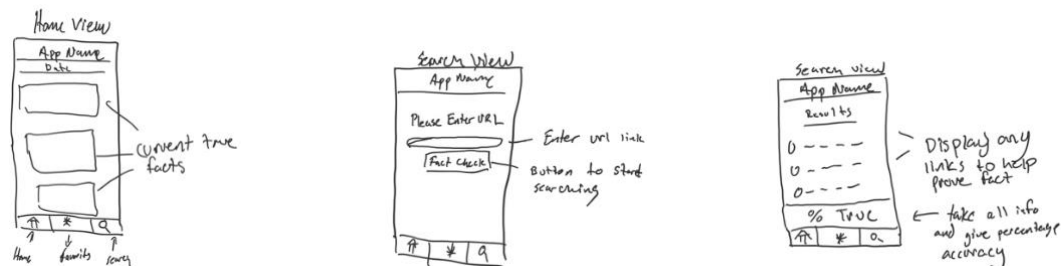 Home View
App Name
Date
Current true
facts
Home
favorits
search
Search View
App Name
Please Enter URL
Fact Check
Enter url link
Button to start
searching
Search view
App Name
Results
% True
Display any
links to help
prove fact
take all info
and give percentage
accuracy